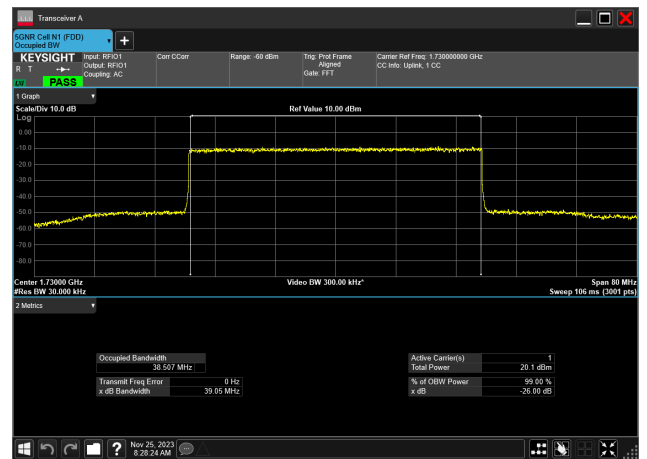 Transceiver A
5GNR Cell N1 (FDD)
Occupied BW
KEYSIGHT
R T
LXI
PASS
Input: RFIO1
Output: RFIO1
Coupling: AC
Corr CCorr
Range: -60 dBm
Trig: Prot Frame
Aligned
Gate: FFT
Carrier Ref Freq: 1.730000000 GHz
CC Info: Uplink, 1 CC
1 Graph
Scale/Div 10.0 dB
Ref Value 10.00 dBm
Log
0.00
-10.0
-20.0
-30.0
-40.0
-50.0
-60.0
-70.0
-80.0
Center 1.73000 GHz
Video BW 300.00 kHz*
Span 80 MHz
#Res BW 30.000 kHz
Sweep 106 ms (3001 pts)
2 Metrics
Occupied Bandwidth
38.507 MHz
Transmit Freq Error 0 Hz
x dB Bandwidth 39.05 MHz
Active Carrier(s) 1
Total Power 20.1 dBm
% of OBW Power 99.00 %
x dB -26.00 dB
?
Nov 25, 2023
8:28:24 AM